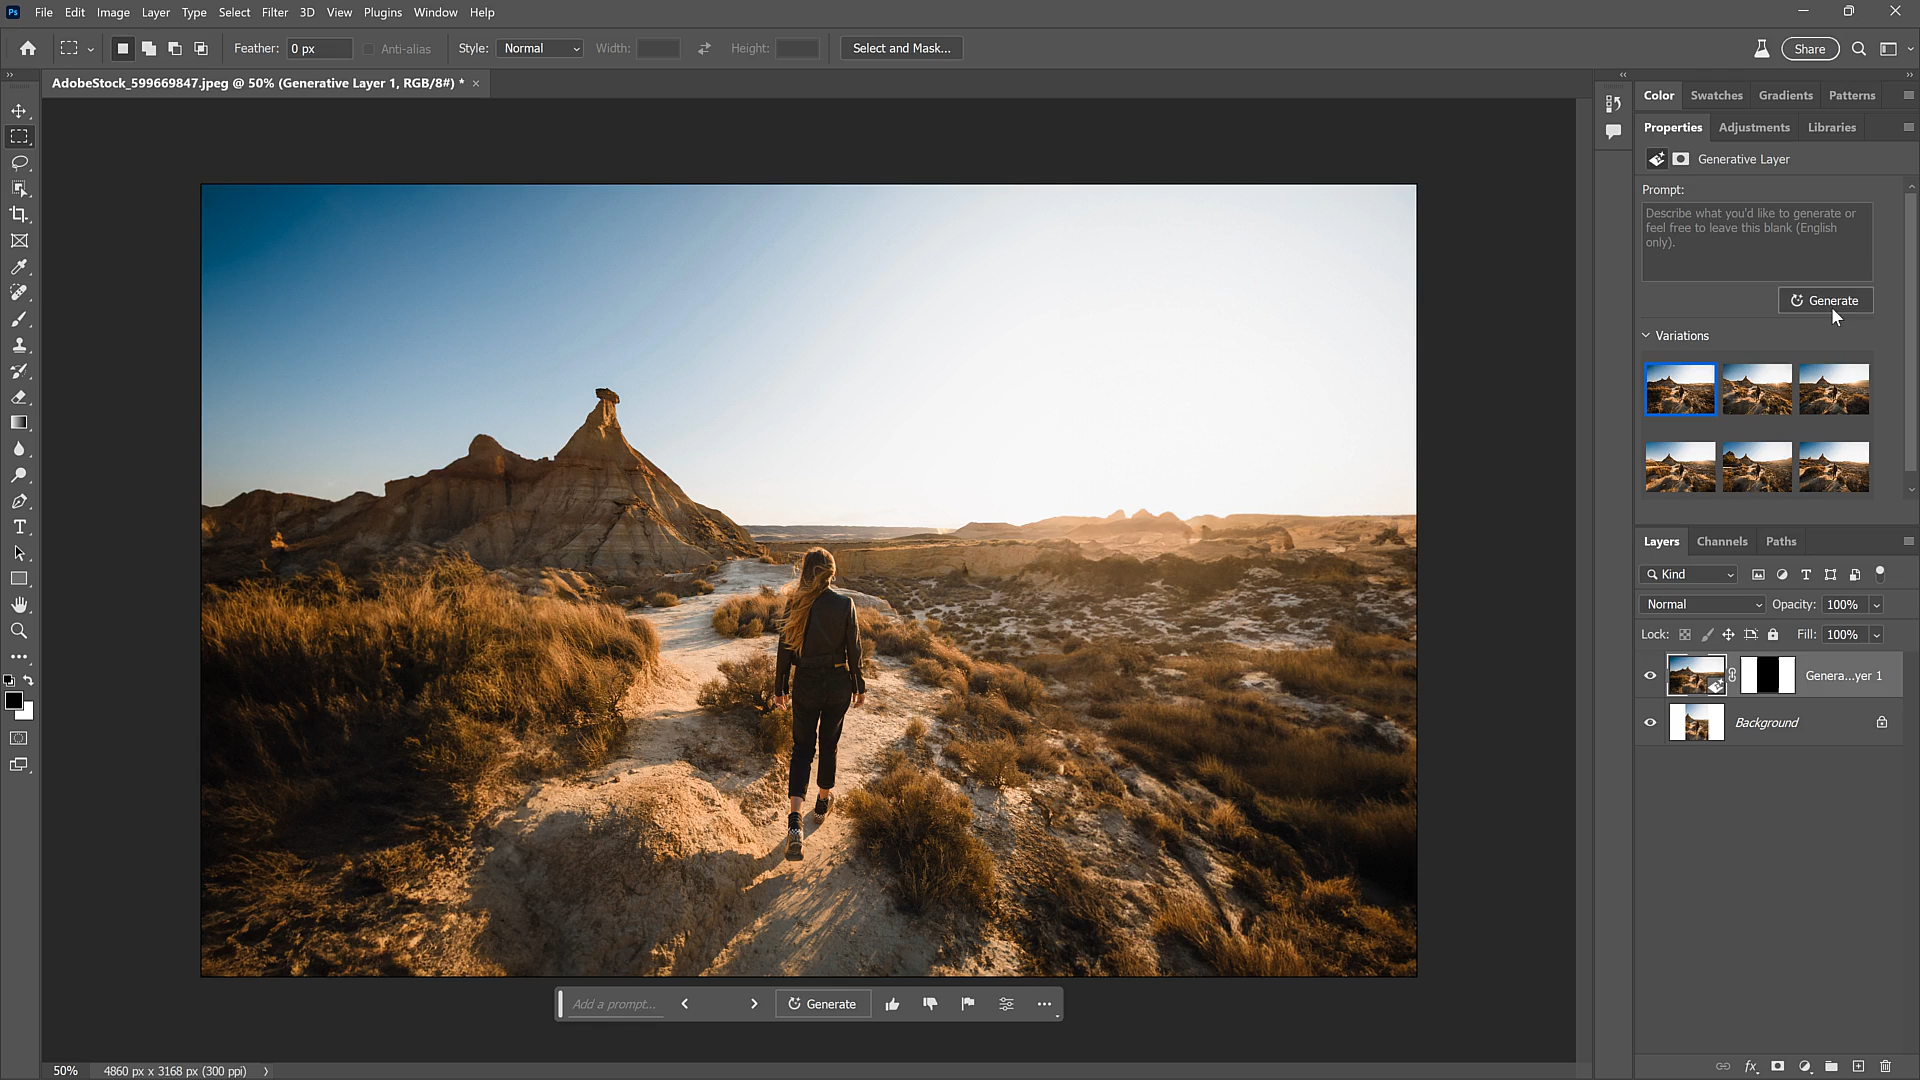 Ps File Edit Image Layer Type Select Filter 3D View Plugins Window Help
Feather: 0 px Anti-alias Style: Normal Width: Height: Select and Mask... Share
AdobeStock_599669847.jpeg @ 50% (Generative Layer 1, RGB/8#) * ×
Color Swatches Gradients Patterns
Properties Adjustments Libraries
Generative Layer
Prompt:
Describe what you'd like to generate or
feel free to leave this blank (English
only).
Generate
Variations
Layers Channels Paths
Kind
Normal Opacity: 100%
Lock: Fill: 100%
Genera...yer 1
Background
Add a prompt... Generate
50% 4860 px x 3168 px (300 ppi)